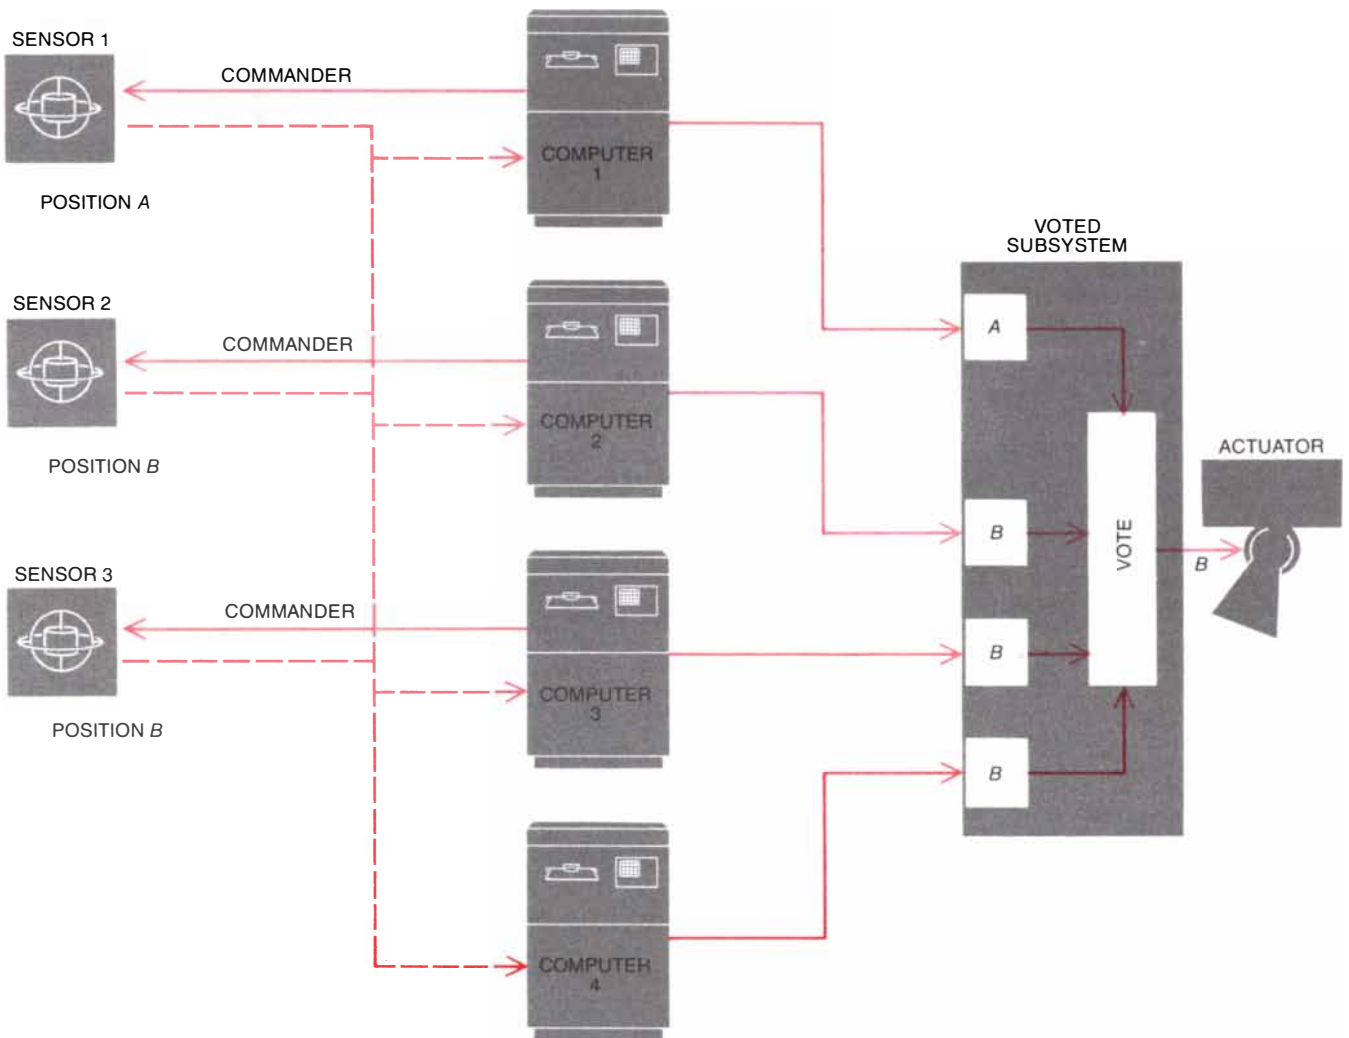 SENSOR 1
COMMANDER
COMPUTER
1
POSITION A
VOTED
SUBSYSTEM
SENSOR 2
COMMANDER
A
COMPUTER
2
POSITION B
ACTUATOR
B
VOTE
B
SENSOR 3
COMMANDER
B
COMPUTER
3
POSITION B
B
COMPUTER
4